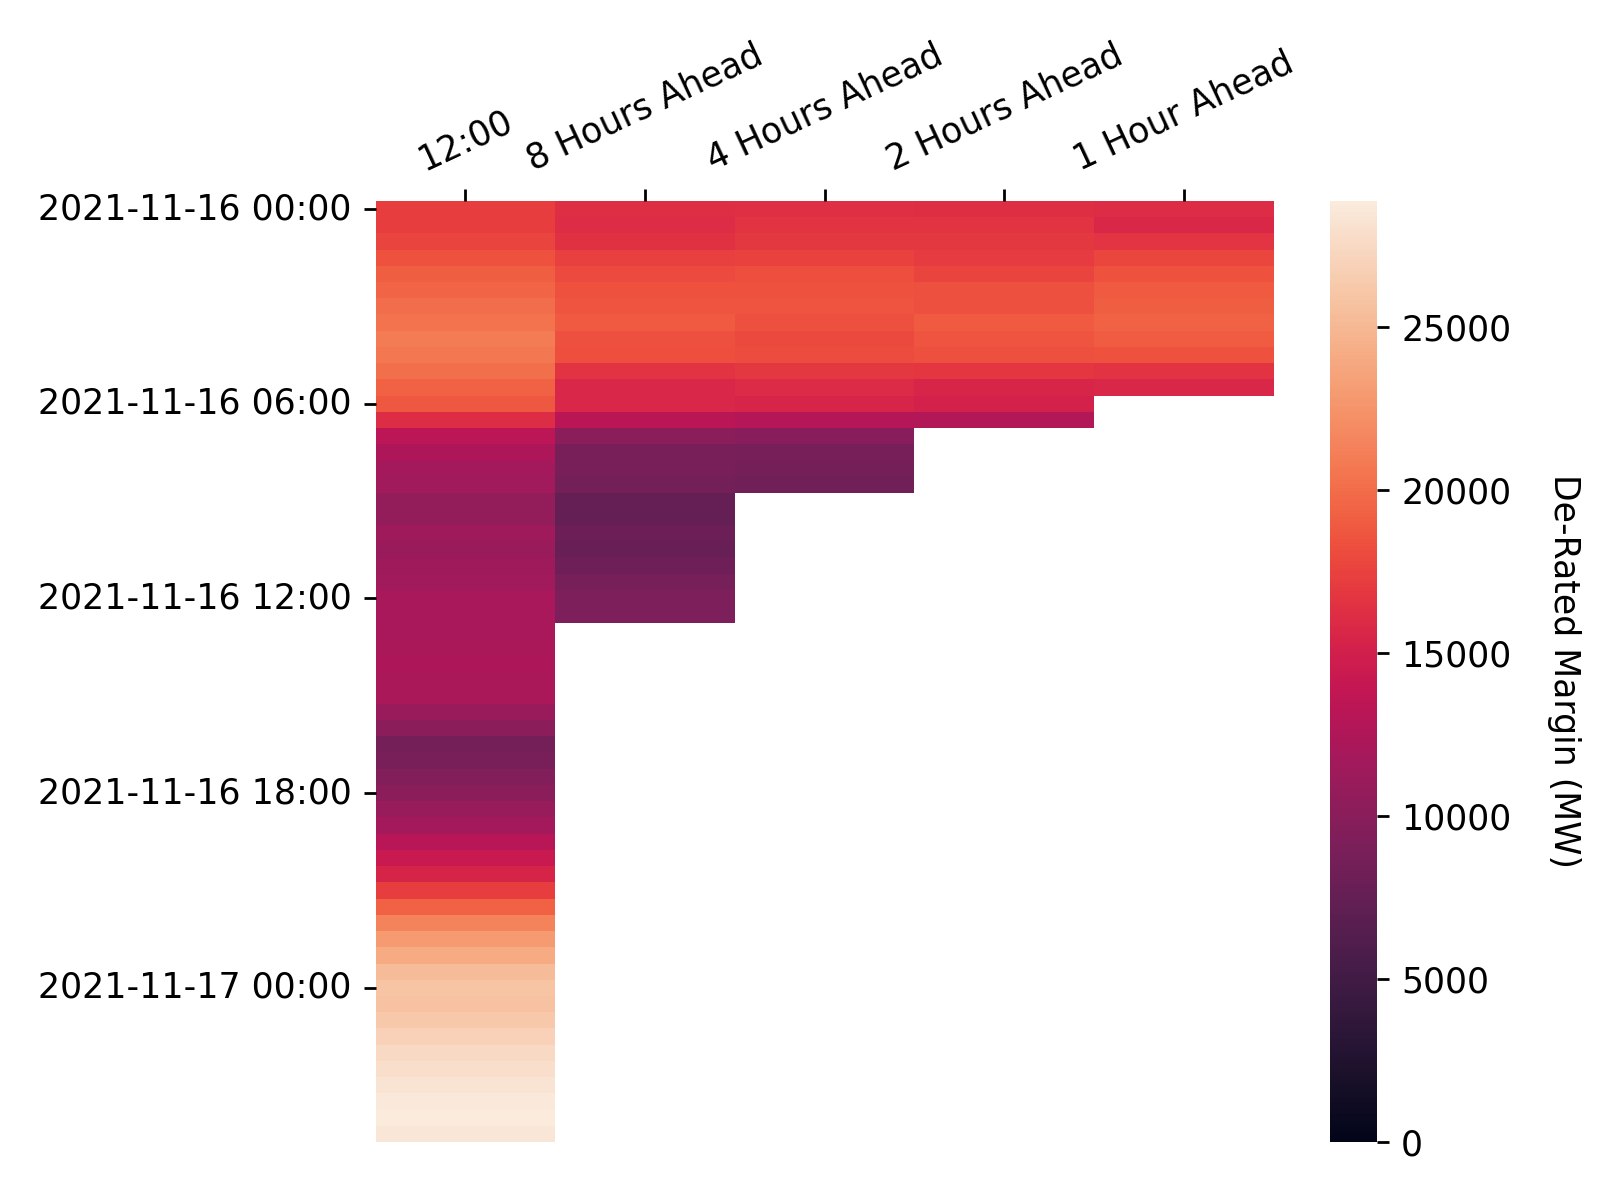 12:00
8 Hours Ahead
4 Hours Ahead
2 Hours Ahead
1 Hour Ahead
2021-11-16 00:00
2021-11-16 06:00
2021-11-16 12:00
2021-11-16 18:00
2021-11-17 00:00
25000
20000
15000
10000
5000
0
De-Rated Margin (MW)